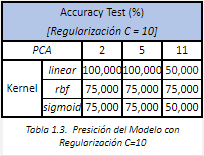 Accuracy Test (%)
[Regularización C = 10]
PCA 2 5 11
Kernel
linear 100,000 100,000 50,000
rbf 75,000 75,000 75,000
sigmoid 75,000 75,000 50,000
Tabla 1.3. Presición del Modelo con
Regularización C=10